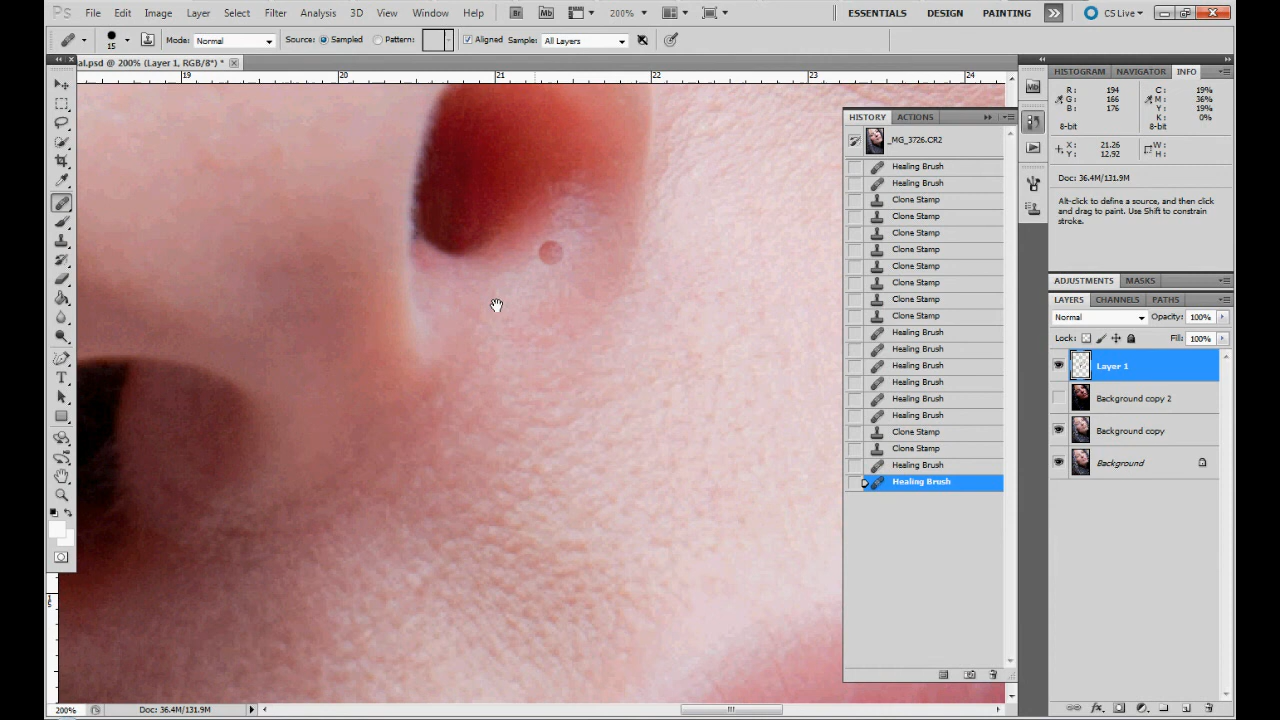 PS File Edit Image Layer Select Filter Analysis 3D View Window Help Br Mb 200% ESSENTIALS DESIGN PAINTING CS Live
15 Mode: Normal Source: Sampled Pattern: Aligned Sample: All Layers
al.psd @ 200% (Layer 1, RGB/8*) *
19 20 21 22 23 24
HISTORY ACTIONS
_MG_3726.CR2
Healing Brush
Healing Brush
Clone Stamp
Clone Stamp
Clone Stamp
Clone Stamp
Clone Stamp
Clone Stamp
Clone Stamp
Clone Stamp
Healing Brush
Healing Brush
Healing Brush
Healing Brush
Healing Brush
Healing Brush
Clone Stamp
Clone Stamp
Healing Brush
Healing Brush
Mb
HISTOGRAM NAVIGATOR INFO
R: 194 C: 19%
G: 166 M: 36%
B: 176 Y: 19%
K: 0%
8-bit 8-bit
X: 21.26 W:
Y: 12.92 H:
Doc: 36.4M/131.9M
Alt-click to define a source, and then click
and drag to paint. Use Shift to constrain
stroke.
ADJUSTMENTS MASKS
LAYERS CHANNELS PATHS
Normal Opacity: 100%
Lock: Fill: 100%
Layer 1
Background copy 2
Background copy
Background
fx
200% Doc: 36.4M/131.9M